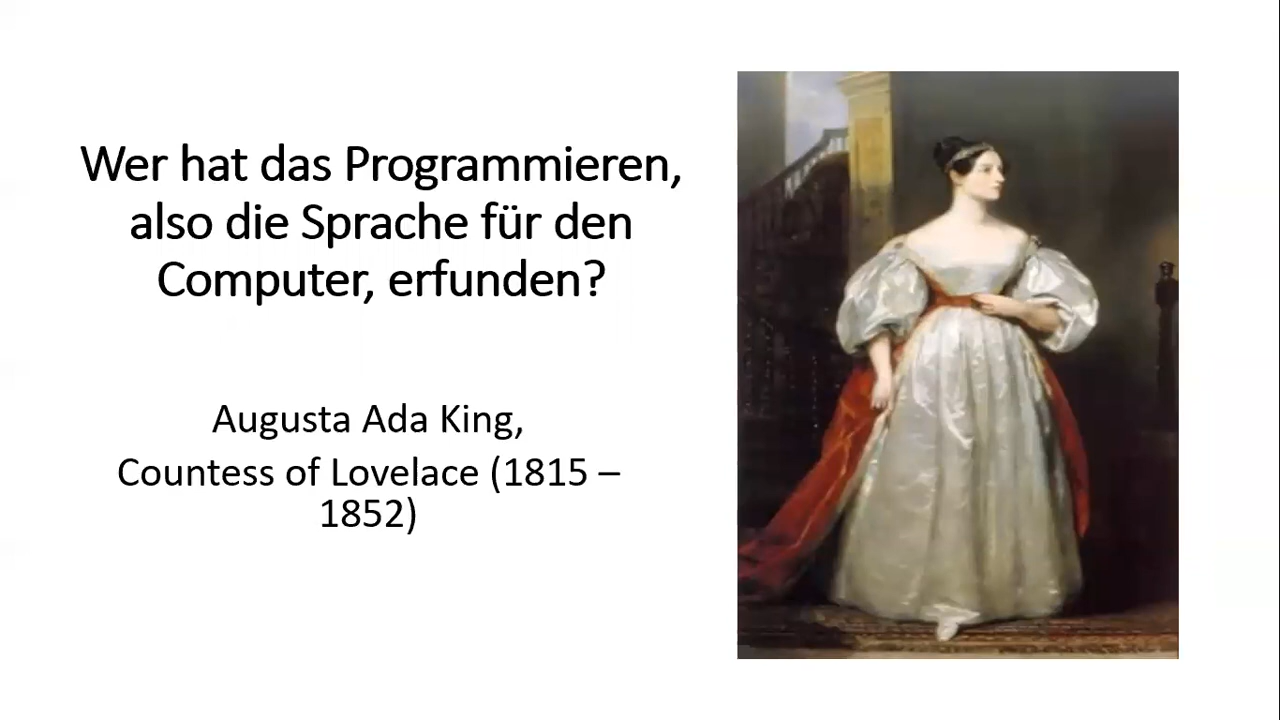 Wer hat das Programmieren,
also die Sprache für den
Computer, erfunden?
Augusta Ada King,
Countess of Lovelace (1815 –
1852)